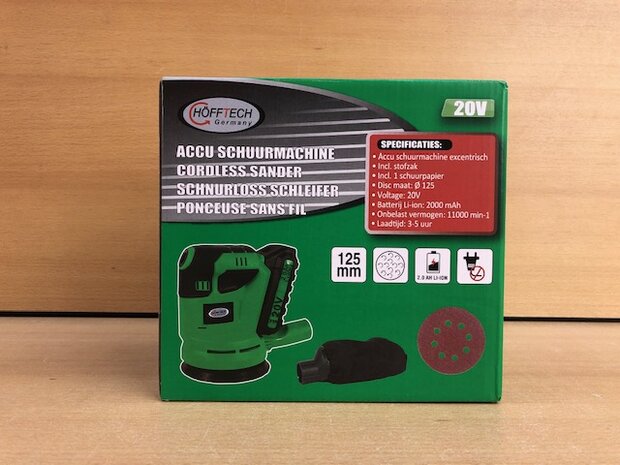 HÖFFTECH
Germany
20V
ACCU SCHUURMACHINE
CORDLESS SANDER
SCHNURLOSS SCHLEIFER
PONCEUSE SANS FIL
SPECIFICATIES:
• Accu schuurmachine excentrisch
• Incl. stofzak
• Incl. 1 schuurpapier
• Disc maat: Ø 125
• Voltage: 20V
• Batterij Li-ion: 2000 mAh
• Onbelast vermogen: 11000 min-1
• Laadtijd: 3-5 uur
125
mm
2.0 AH LI-ION
20V
HÖFFTECH